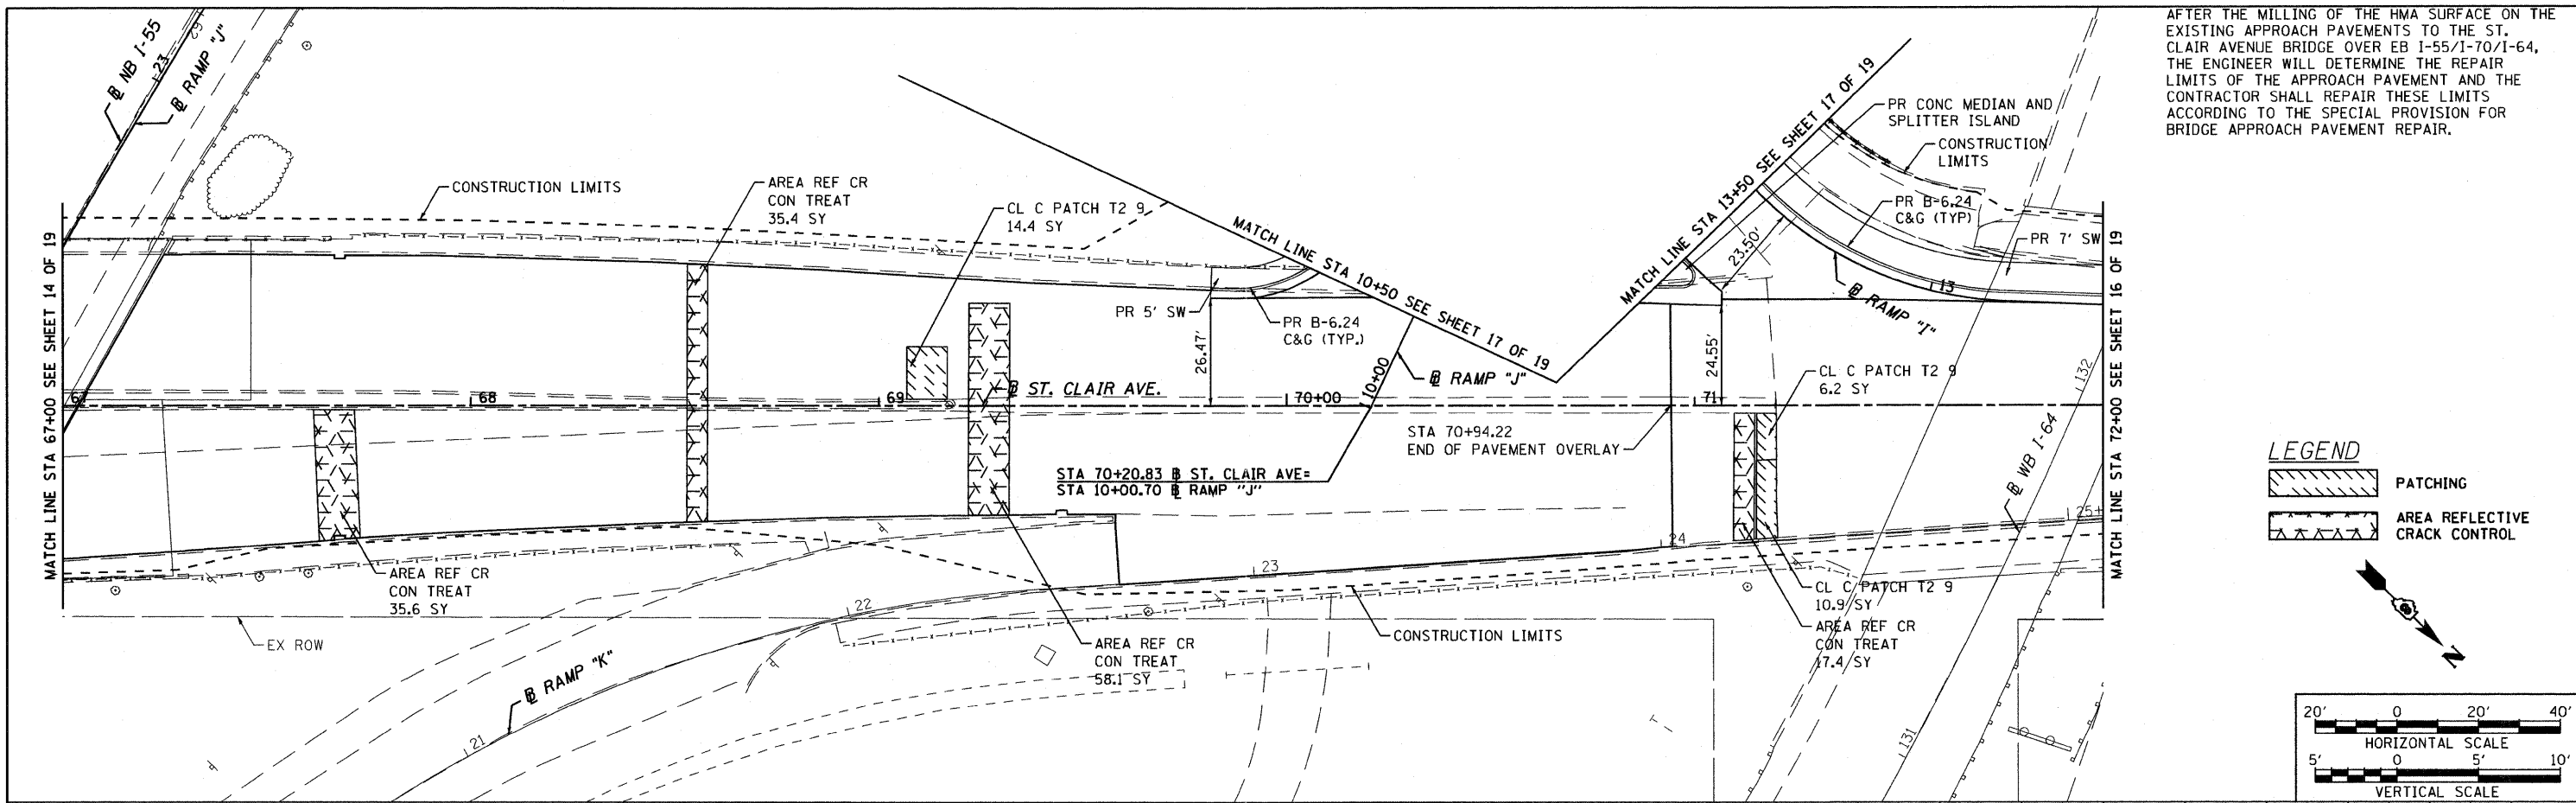 AFTER THE MILLING OF THE HMA SURFACE ON THE
EXISTING APPROACH PAVEMENTS TO THE ST.
CLAIR AVENUE BRIDGE OVER EB I-55/I-70/I-64,
THE ENGINEER WILL DETERMINE THE REPAIR
LIMITS OF THE APPROACH PAVEMENT AND THE
CONTRACTOR SHALL REPAIR THESE LIMITS
ACCORDING TO THE SPECIAL PROVISION FOR
BRIDGE APPROACH PAVEMENT REPAIR.
NB I-55
23
RAMP "J"
62
MATCH LINE STA 67+00 SEE SHEET 14 OF 19
CONSTRUCTION LIMITS
AREA REF CR
CON TREAT
35.4 SY
CL C PATCH T2 9
14.4 SY
MATCH LINE STA 10+50 SEE SHEET 17 OF 19
MATCH LINE STA 13+50 SEE SHEET 17 OF 19
PR CONC MEDIAN AND
SPLITTER ISLAND
CONSTRUCTION
LIMITS
PR B-6.24
C&G (TYP)
PR 7' SW
23.50'
13
RAMP "I"
PR 5' SW
PR B-6.24
C&G (TYP.)
26.47'
24.55'
10+00
RAMP "J"
68
69
ST. CLAIR AVE.
70+00
71
CL C PATCH T2 9
6.2 SY
STA 70+94.22
END OF PAVEMENT OVERLAY
STA 70+20.83 ST. CLAIR AVE=
STA 10+00.70 RAMP "J"
132
WB I-64
MATCH LINE STA 72+00 SEE SHEET 16 OF 19
AREA REF CR
CON TREAT
35.6 SY
EX ROW
21
22
23
24
25+
RAMP "K"
AREA REF CR
CON TREAT
58.1 SY
CONSTRUCTION LIMITS
CL C PATCH T2 9
10.9 SY
AREA REF CR
CON TREAT
17.4 SY
131
LEGEND
PATCHING
AREA REFLECTIVE
CRACK CONTROL
N
20' 0 20' 40'
HORIZONTAL SCALE
5' 0 5' 10'
VERTICAL SCALE